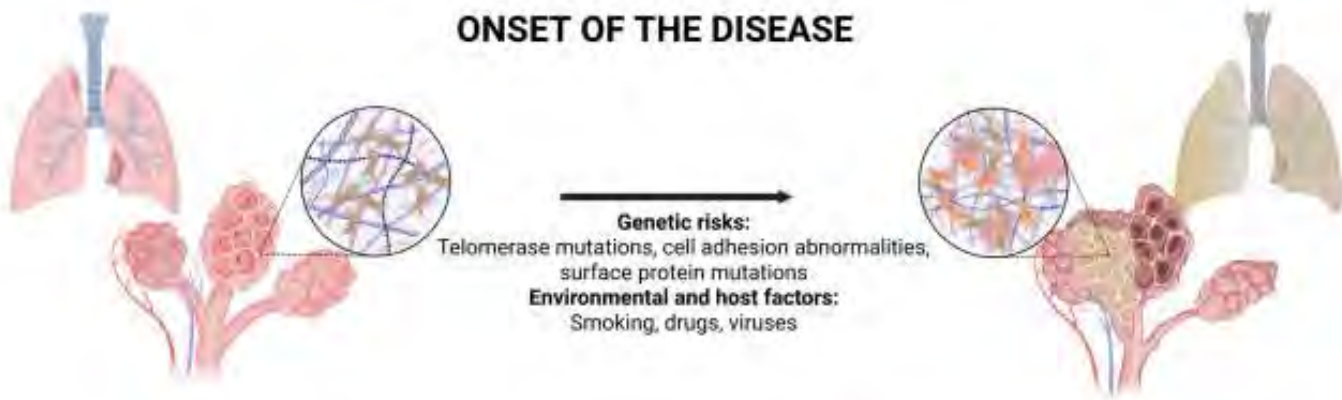 ONSET OF THE DISEASE
Genetic risks:
Telomerase mutations, cell adhesion abnormalities,
surface protein mutations
Environmental and host factors:
Smoking, drugs, viruses